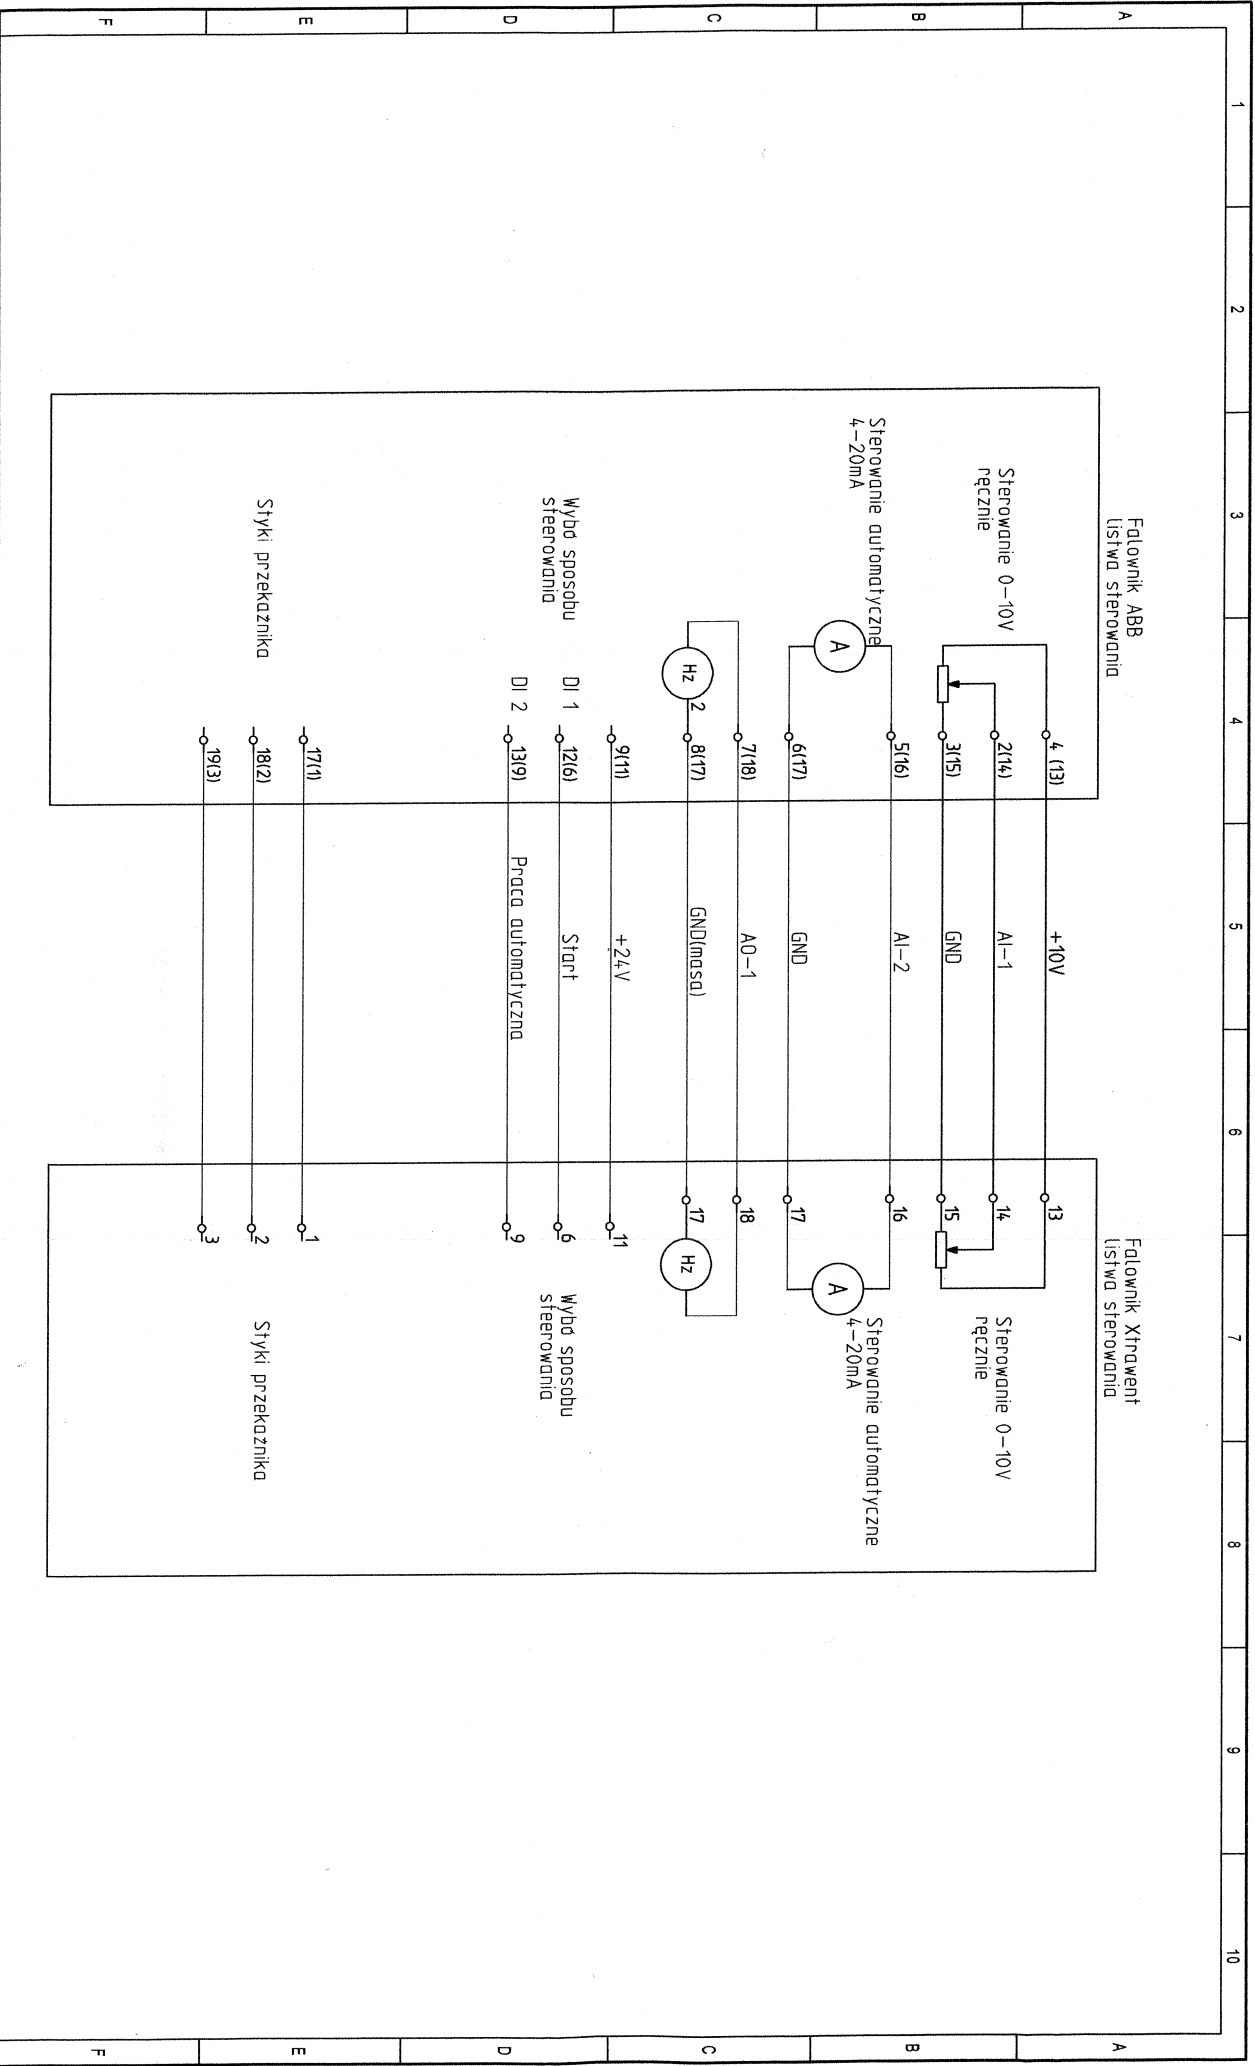 1
2
3
4
5
6
7
8
9
10
A
B
C
D
E
F
A
B
C
D
E
F
Falownik ABB
listwa sterowania
Sterowanie 0-10V
ręcznie
4 (13)
2(14)
3(15)
Sterowanie automatyczne
4-20mA
A
5(16)
6(17)
7(18)
Hz
2
8(17)
9(11)
Wybó sposobu
steerowania
DI 1
12(6)
DI 2
13(9)
Styki przekaźnika
17(1)
18(2)
19(3)
+10V
AI-1
GND
AI-2
GND
AO-1
GND(masa)
+24V
Start
Praca automatyczna
Falownik Xtrawent
listwa sterowania
13
14
15
Sterowanie 0-10V
ręcznie
16
17
A
Sterowanie automatyczne
4-20mA
18
17
Hz
11
6
9
Wybó sposobu
steerowania
1
2
3
Styki przekaźnika